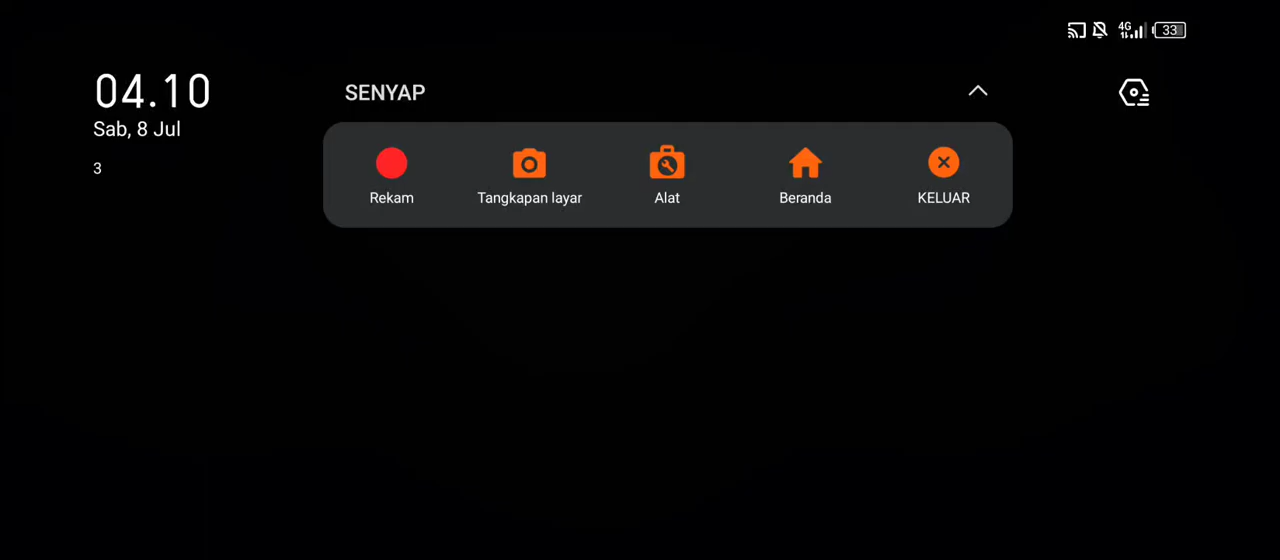 4G 33
04.10
SENYAP
Sab, 8 Jul
3
Rekam
Tangkapan layar
Alat
Beranda
KELUAR